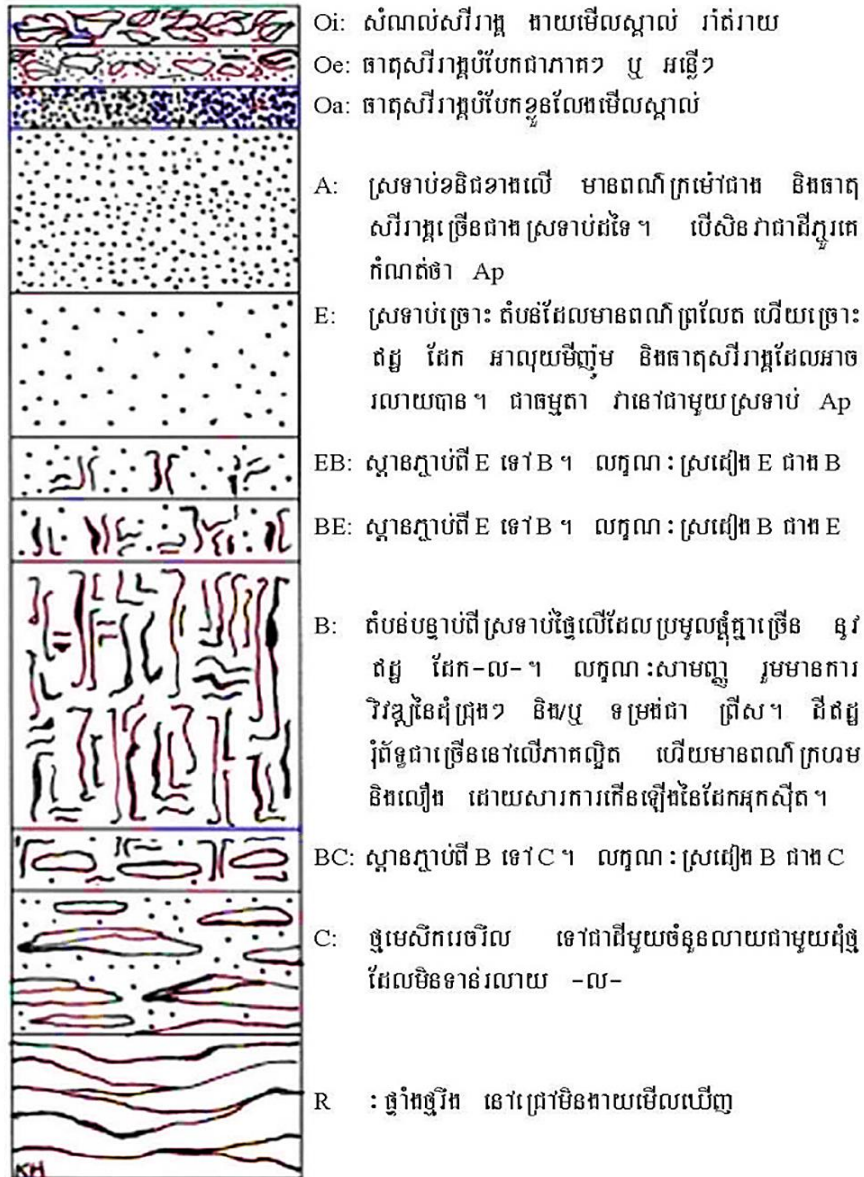 Oi: សំណល់សរីរាង្គ ងាយមើលស្គាល់ រ៉ាត់រាយ
Oe: ធាតុសរីរាង្គបំបែកជាភាគៗ ឬ អន្លើៗ
Oa: ធាតុសរីរាង្គបំបែកខ្លួនលែងមើលស្គាល់
A: ស្រទាប់ខនិជខាងលើ មានពណ៌ក្រម៉ៅជាង និងធាតុ
សរីរាង្គច្រើនជាងស្រទាប់ដទៃ។ បើសិនវាជាដីភ្ជួរគេ
កំណត់ថា Ap
E: ស្រទាប់ច្រោះ តំបន់ដែលមានពណ៌ព្រលែត ហើយច្រោះ
ឥដ្ឋ ដែក អាលុយមីញ៉ូម និងធាតុសរីរាង្គដែលអាច
រលាយបាន។ ជាធម្មតា វានៅជាមួយស្រទាប់ Ap
EB: ស្ពានភ្ជាប់ពី E ទៅ B ។ លក្ខណៈស្រដៀង E ជាង B
BE: ស្ពានភ្ជាប់ពី E ទៅ B ។ លក្ខណៈស្រដៀង B ជាង E
B: តំបន់បន្ទាប់ពីស្រទាប់ផ្ទៃលើដែលប្រមូលផ្តុំគ្នាច្រើន នូវ
ឥដ្ឋ ដែក-ល-។ លក្ខណៈសាមញ្ញ រួមមានការ
វិវឌ្ឍនៃដុំជ្រុងៗ និង/ឬ ទម្រង់ជា ព្រីស។ ដីឥដ្ឋ
រុំព័ទ្ធជាច្រើននៅលើភាគល្អិត ហើយមានពណ៌ក្រហម
និងលឿង ដោយសារការកើនឡើងនៃដែកអុកស៊ីត។
BC: ស្ពានភ្ជាប់ពី B ទៅ C ។ លក្ខណៈស្រដៀង B ជាង C
C: ថ្មមេសឹករេចរឹល ទៅជាដីមួយចំនួនលាយជាមួយដុំថ្ម
ដែលមិនទាន់រលាយ -ល-
R : ផ្ទាំងថ្មរឹង នៅជ្រៅមិនងាយមើលឃើញ
KH